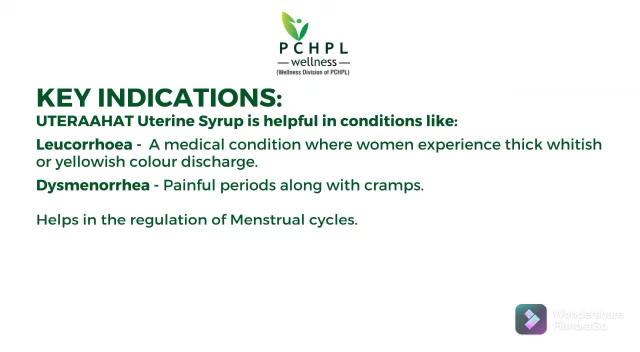 PCHPL
wellness
(Wellness Division of PCHPL)
KEY INDICATIONS:
UTERAAHAT Uterine Syrup is helpful in conditions like:
Leucorrhoea - A medical condition where women experience thick whitish
or yellowish colour discharge.
Dysmenorrhea - Painful periods along with cramps.
Helps in the regulation of Menstrual cycles.
Wondershare
FilmoraGo